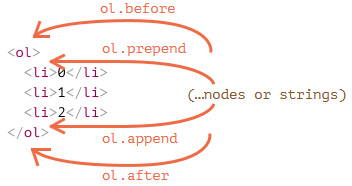 ol.before
ol.prepend
<ol>
<li>0</li>
<li>1</li>
<li>2</li>
</ol>
(…nodes or strings)
ol.append
ol.after